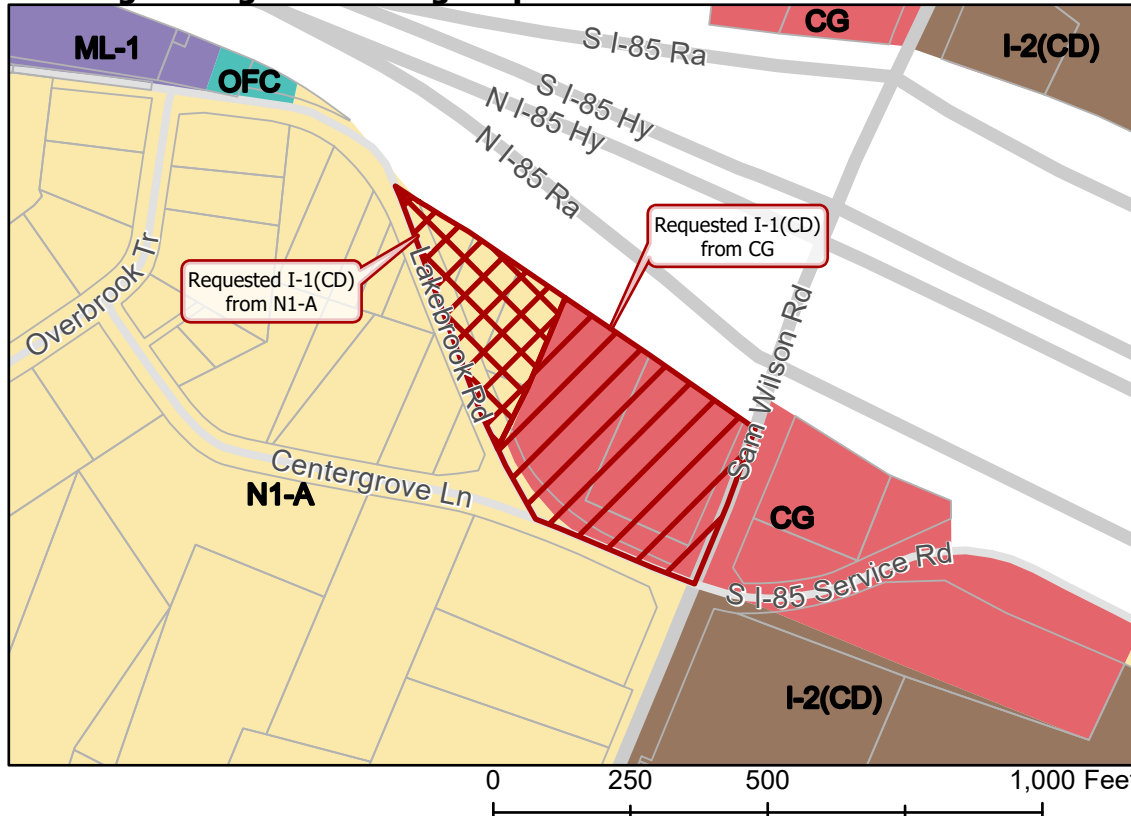 CG
ML-1
I-2(CD)
S I-85 Ra
OFC
S I-85 Hy
N I-85 Hy
N I-85 Ra
Requested I-1(CD)
from CG
Requested I-1(CD)
from N1-A
Overbrook Tr
Lakebrook Rd
Sam Wilson Rd
Centergrove Ln
N1-A
CG
S I-85 Service Rd
I-2(CD)
0 250 500 1,000 Fee